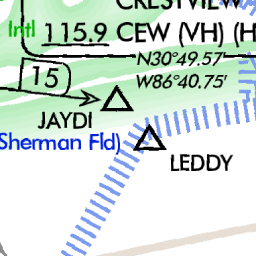 CRESTVIEW
Intl 115.9 CEW (VH) (H
N30°49.57'
W86°40.75'
15
JAYDI
Sherman Fld)
LEDDY